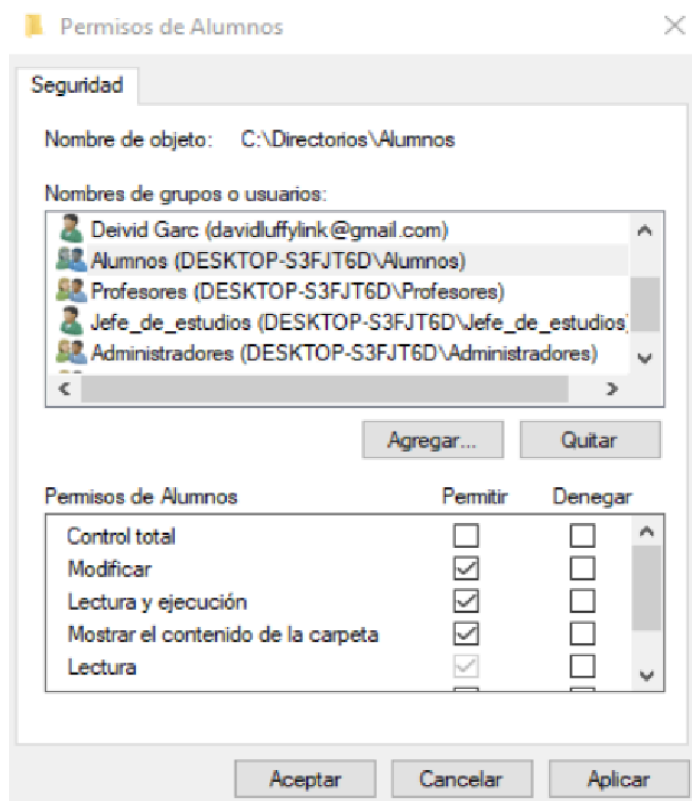 Permisos de Alumnos
Seguridad
Nombre de objeto: C:\Directorios\Alumnos
Nombres de grupos o usuarios:
Deivid Garc (davidluffylink@gmail.com)
Alumnos (DESKTOP-S3FJT6D\Alumnos)
Profesores (DESKTOP-S3FJT6D\Profesores)
Jefe_de_estudios (DESKTOP-S3FJT6D\Jefe_de_estudios)
Administradores (DESKTOP-S3FJT6D\Administradores)
Agregar... Quitar
Permisos de Alumnos Permitir Denegar
Control total
Modificar
Lectura y ejecución
Mostrar el contenido de la carpeta
Lectura
Aceptar Cancelar Aplicar